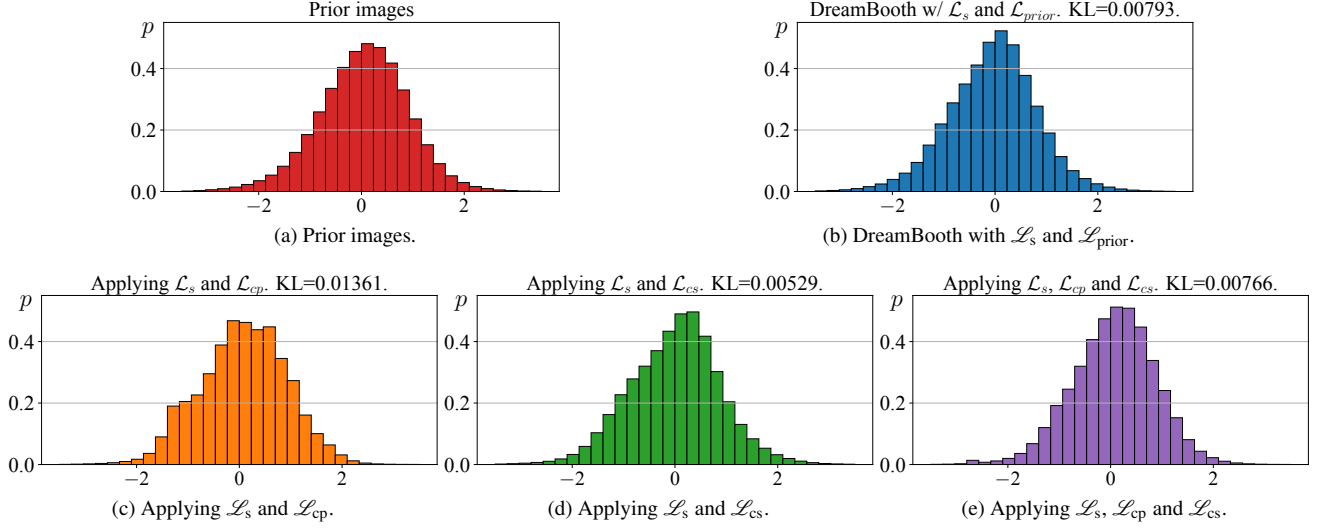 Prior images
p
0.4
0.2
0.0
−2 0 2
(a) Prior images.
DreamBooth w/ ℒs and ℒprior. KL=0.00793.
p
0.4
0.2
0.0
−2 0 2
(b) DreamBooth with ℒs and ℒprior.
Applying ℒs and ℒcp. KL=0.01361.
p
0.4
0.2
0.0
−2 0 2
(c) Applying ℒs and ℒcp.
Applying ℒs and ℒcs. KL=0.00529.
p
0.4
0.2
0.0
−2 0 2
(d) Applying ℒs and ℒcs.
Applying ℒs, ℒcp and ℒcs. KL=0.00766.
p
0.4
0.2
0.0
−2 0 2
(e) Applying ℒs, ℒcp and ℒcs.